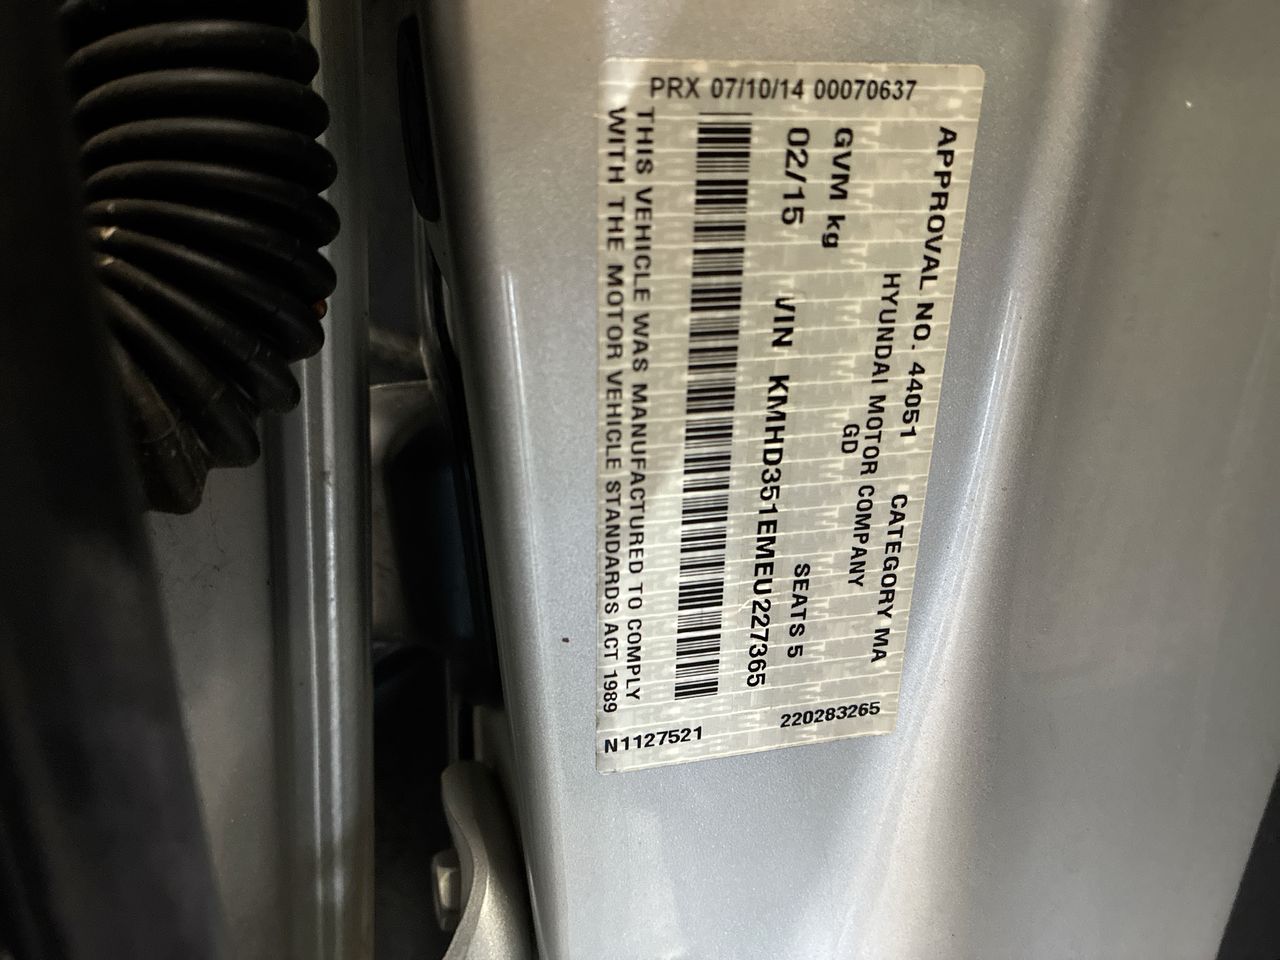 PRX 07/10/14 00070637
APPROVAL NO. 44051 CATEGORY MA
HYUNDAI MOTOR COMPANY
GVM kg GD
02/15 SEATS 5
VIN KMHD351EMEU227365
THIS VEHICLE WAS MANUFACTURED TO COMPLY
WITH THE MOTOR VEHICLE STANDARDS ACT 1989
220283265
N1127521